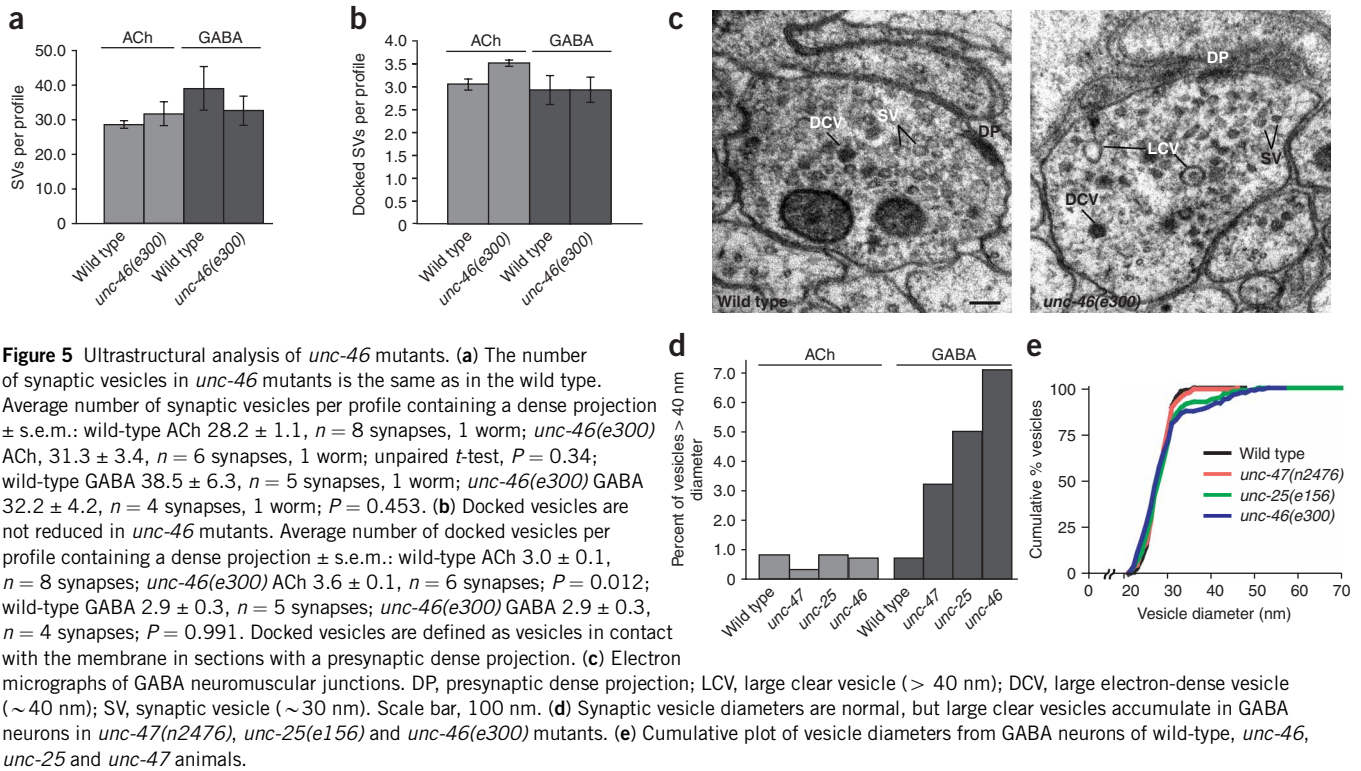 a
ACh GABA
50.0
40.0
30.0
20.0
10.0
0
SVs per profile
Wild type
unc-46(e300)
Wild type
unc-46(e300)
b
ACh GABA
4.0
3.5
3.0
2.5
2.0
1.5
1.0
0.5
0
Docked SVs per profile
Wild type
unc-46(e300)
Wild type
unc-46(e300)
c
DCV
SV
DP
Wild type
DP
LCV
SV
DCV
unc-46(e300)
Figure 5 Ultrastructural analysis of unc-46 mutants. (a) The number
of synaptic vesicles in unc-46 mutants is the same as in the wild type.
Average number of synaptic vesicles per profile containing a dense projection
± s.e.m.: wild-type ACh 28.2 ± 1.1, n = 8 synapses, 1 worm; unc-46(e300)
ACh, 31.3 ± 3.4, n = 6 synapses, 1 worm; unpaired t-test, P = 0.34;
wild-type GABA 38.5 ± 6.3, n = 5 synapses, 1 worm; unc-46(e300) GABA
32.2 ± 4.2, n = 4 synapses, 1 worm; P = 0.453. (b) Docked vesicles are
not reduced in unc-46 mutants. Average number of docked vesicles per
profile containing a dense projection ± s.e.m.: wild-type ACh 3.0 ± 0.1,
n = 8 synapses; unc-46(e300) ACh 3.6 ± 0.1, n = 6 synapses; P = 0.012;
wild-type GABA 2.9 ± 0.3, n = 5 synapses; unc-46(e300) GABA 2.9 ± 0.3,
n = 4 synapses; P = 0.991. Docked vesicles are defined as vesicles in contact
with the membrane in sections with a presynaptic dense projection. (c) Electron
micrographs of GABA neuromuscular junctions. DP, presynaptic dense projection; LCV, large clear vesicle (> 40 nm); DCV, large electron-dense vesicle
(~40 nm); SV, synaptic vesicle (~30 nm). Scale bar, 100 nm. (d) Synaptic vesicle diameters are normal, but large clear vesicles accumulate in GABA
neurons in unc-47(n2476), unc-25(e156) and unc-46(e300) mutants. (e) Cumulative plot of vesicle diameters from GABA neurons of wild-type, unc-46,
unc-25 and unc-47 animals.
d
ACh GABA
7.0
6.0
5.0
4.0
3.0
2.0
1.0
0
Percent of vesicles > 40 nm
diameter
Wild type
unc-47
unc-25
unc-46
Wild type
unc-47
unc-25
unc-46
e
100
75
50
25
0
Cumulative % vesicles
Wild type
unc-47(n2476)
unc-25(e156)
unc-46(e300)
0 20 30 40 50 60 70
Vesicle diameter (nm)